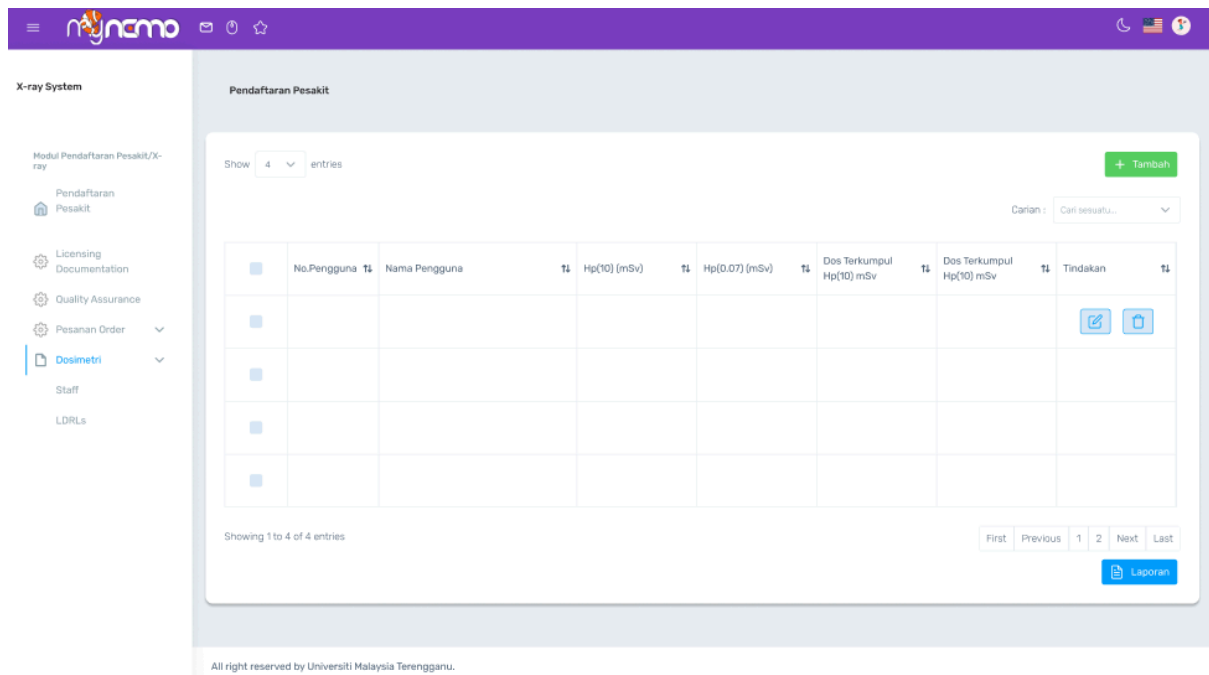 mynemo
X-ray System
Pendaftaran Pesakit
Modul Pendaftaran Pesakit/X-
ray
Pendaftaran
Pesakit
Licensing
Documentation
Quality Assurance
Pesanan Order
Dosimetri
Staff
LDRLs
Show 4 entries
+ Tambah
Carian : Cari sesuatu...
No.Pengguna Nama Pengguna Hp(10) (mSv) Hp(0.07) (mSv) Dos Terkumpul Hp(10) mSv Dos Terkumpul Hp(10) mSv Tindakan
Showing 1 to 4 of 4 entries
First Previous 1 2 Next Last
Laporan
All right reserved by Universiti Malaysia Terengganu.